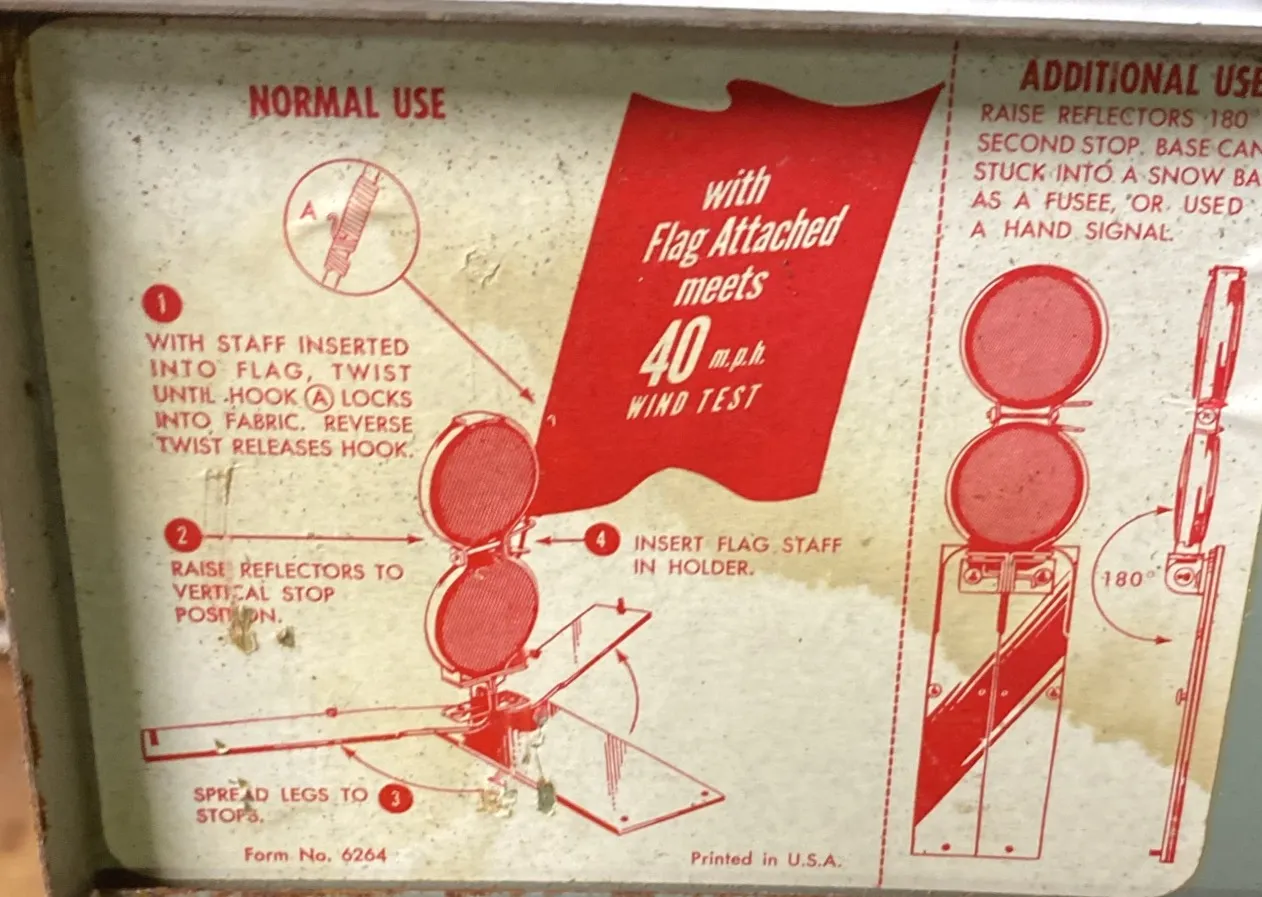 NORMAL USE
A
1
WITH STAFF INSERTED
INTO FLAG, TWIST
UNTIL HOOK A LOCKS
INTO FABRIC. REVERSE
TWIST RELEASES HOOK.
with
Flag Attached
meets
40 m.p.h.
WIND TEST
2
RAISE REFLECTORS TO
VERTICAL STOP
POSITION.
4
INSERT FLAG STAFF
IN HOLDER.
SPREAD LEGS TO 3
STOPS.
Form No. 6264
Printed in U.S.A.
ADDITIONAL USE
RAISE REFLECTORS 180°
SECOND STOP. BASE CAN
STUCK INTO A SNOW BA
AS A FUSEE, OR USED
A HAND SIGNAL.
180°